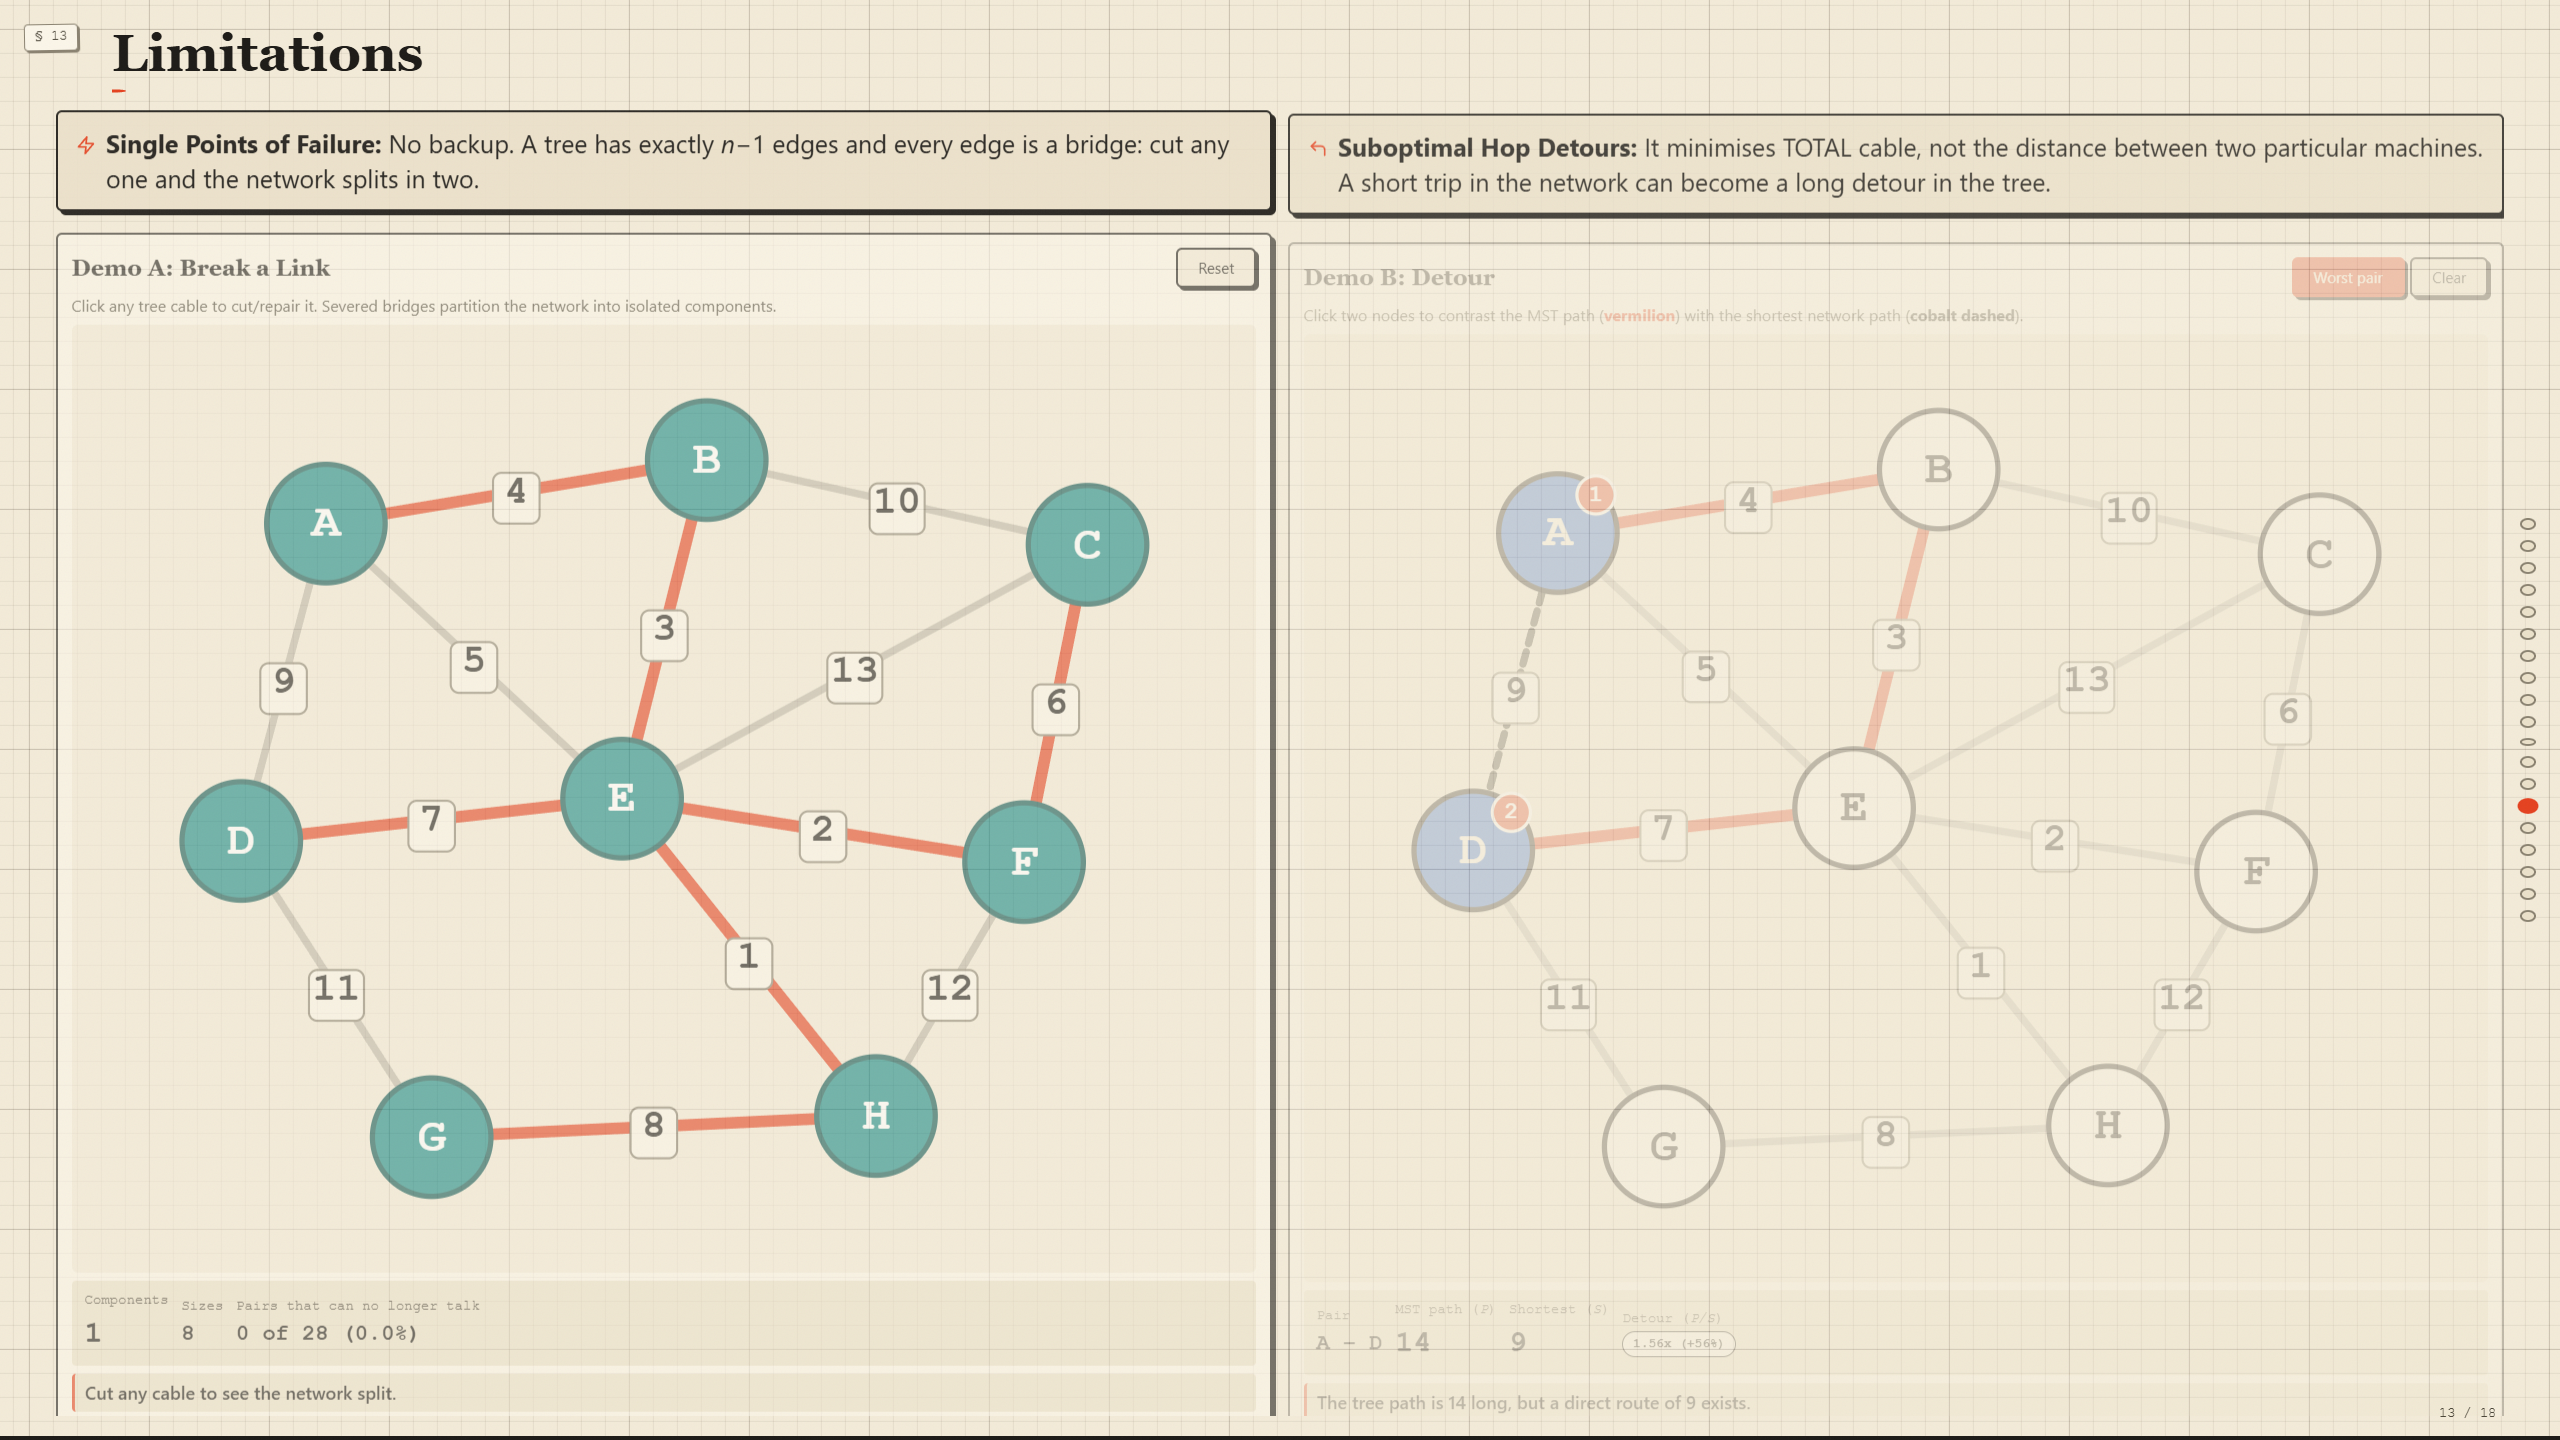 § 13
Limitations
Single Points of Failure: No backup. A tree has exactly n−1 edges and every edge is a bridge: cut any
one and the network splits in two.
Suboptimal Hop Detours: It minimises TOTAL cable, not the distance between two particular machines.
A short trip in the network can become a long detour in the tree.
Demo A: Break a Link
Reset
Click any tree cable to cut/repair it. Severed bridges partition the network into isolated components.
B
4
10
A
C
3
5
13
9
6
E
7
2
D
F
1
11
12
H
G
8
Components
Sizes
Pairs that can no longer talk
1
8
0 of 28 (0.0%)
Cut any cable to see the network split.
Demo B: Detour
Worst pair
Clear
Click two nodes to contrast the MST path (vermilion) with the shortest network path (cobalt dashed).
B
1
4
10
A
C
3
5
13
9
6
E
2
7
2
D
F
1
11
12
H
G
8
Pair
MST path (P)
Shortest (S)
Detour (P/S)
A – D
14
9
1.56x (+56%)
The tree path is 14 long, but a direct route of 9 exists.
13 / 18